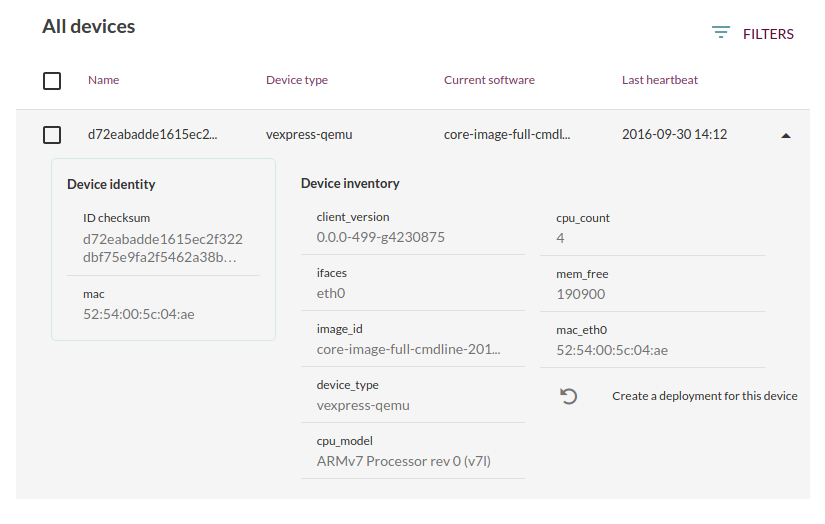 All devices
FILTERS
Name Device type Current software Last heartbeat
d72eabadde1615ec2... vexpress-qemu core-image-full-cmdl... 2016-09-30 14:12
Device identity
ID checksum
d72eabadde1615ec2f322
dbf75e9fa2f5462a38b...
mac
52:54:00:5c:04:ae
Device inventory
client_version
0.0.0-499-g4230875
ifaces
eth0
image_id
core-image-full-cmdline-201...
device_type
vexpress-qemu
cpu_model
ARMv7 Processor rev 0 (v7l)
cpu_count
4
mem_free
190900
mac_eth0
52:54:00:5c:04:ae
Create a deployment for this device